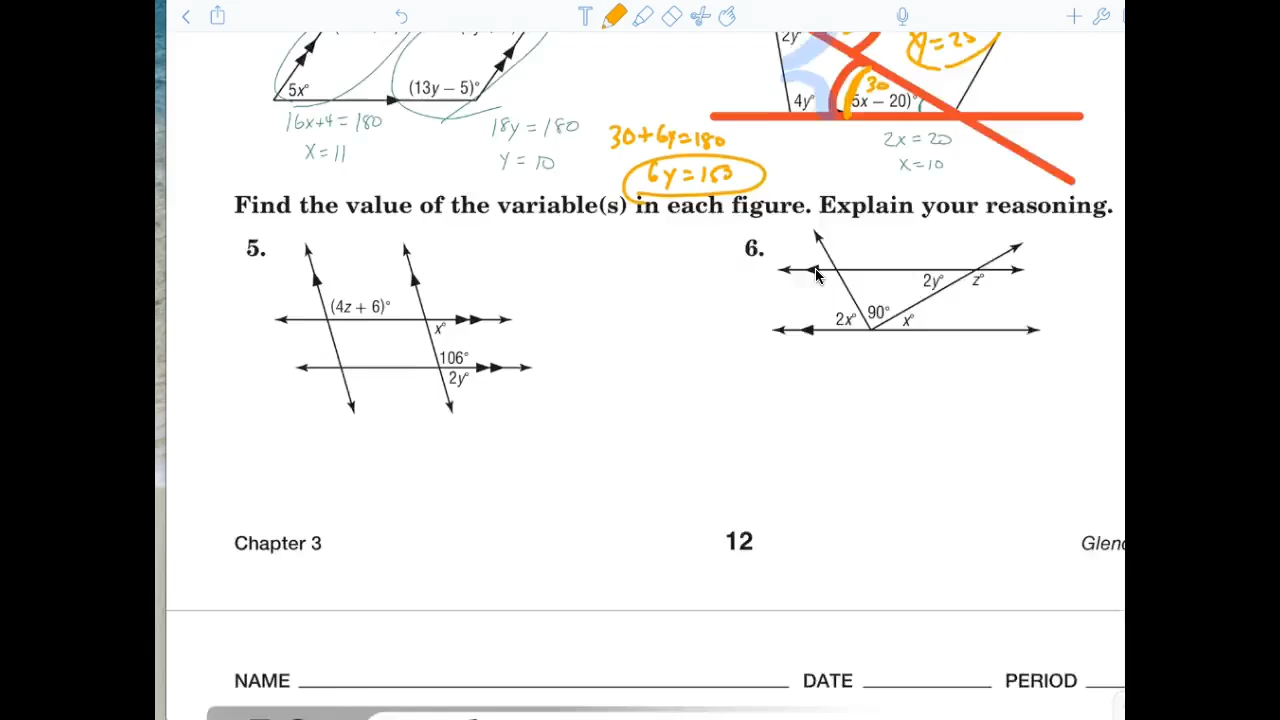 T
2y°
y = 25
5x°
(13y – 5)°
4y°
30
5x – 20)°
16x+4 = 180
18y = 180
30+6y=180
2x = 20
x = 11
y = 10
6y = 150
x=10
Find the value of the variable(s) in each figure. Explain your reasoning.
5.
6.
(4z + 6)°
x°
106°
2y°
2y°
z°
2x°
90°
x°
Chapter 3
12
Glenc
NAME
DATE
PERIOD